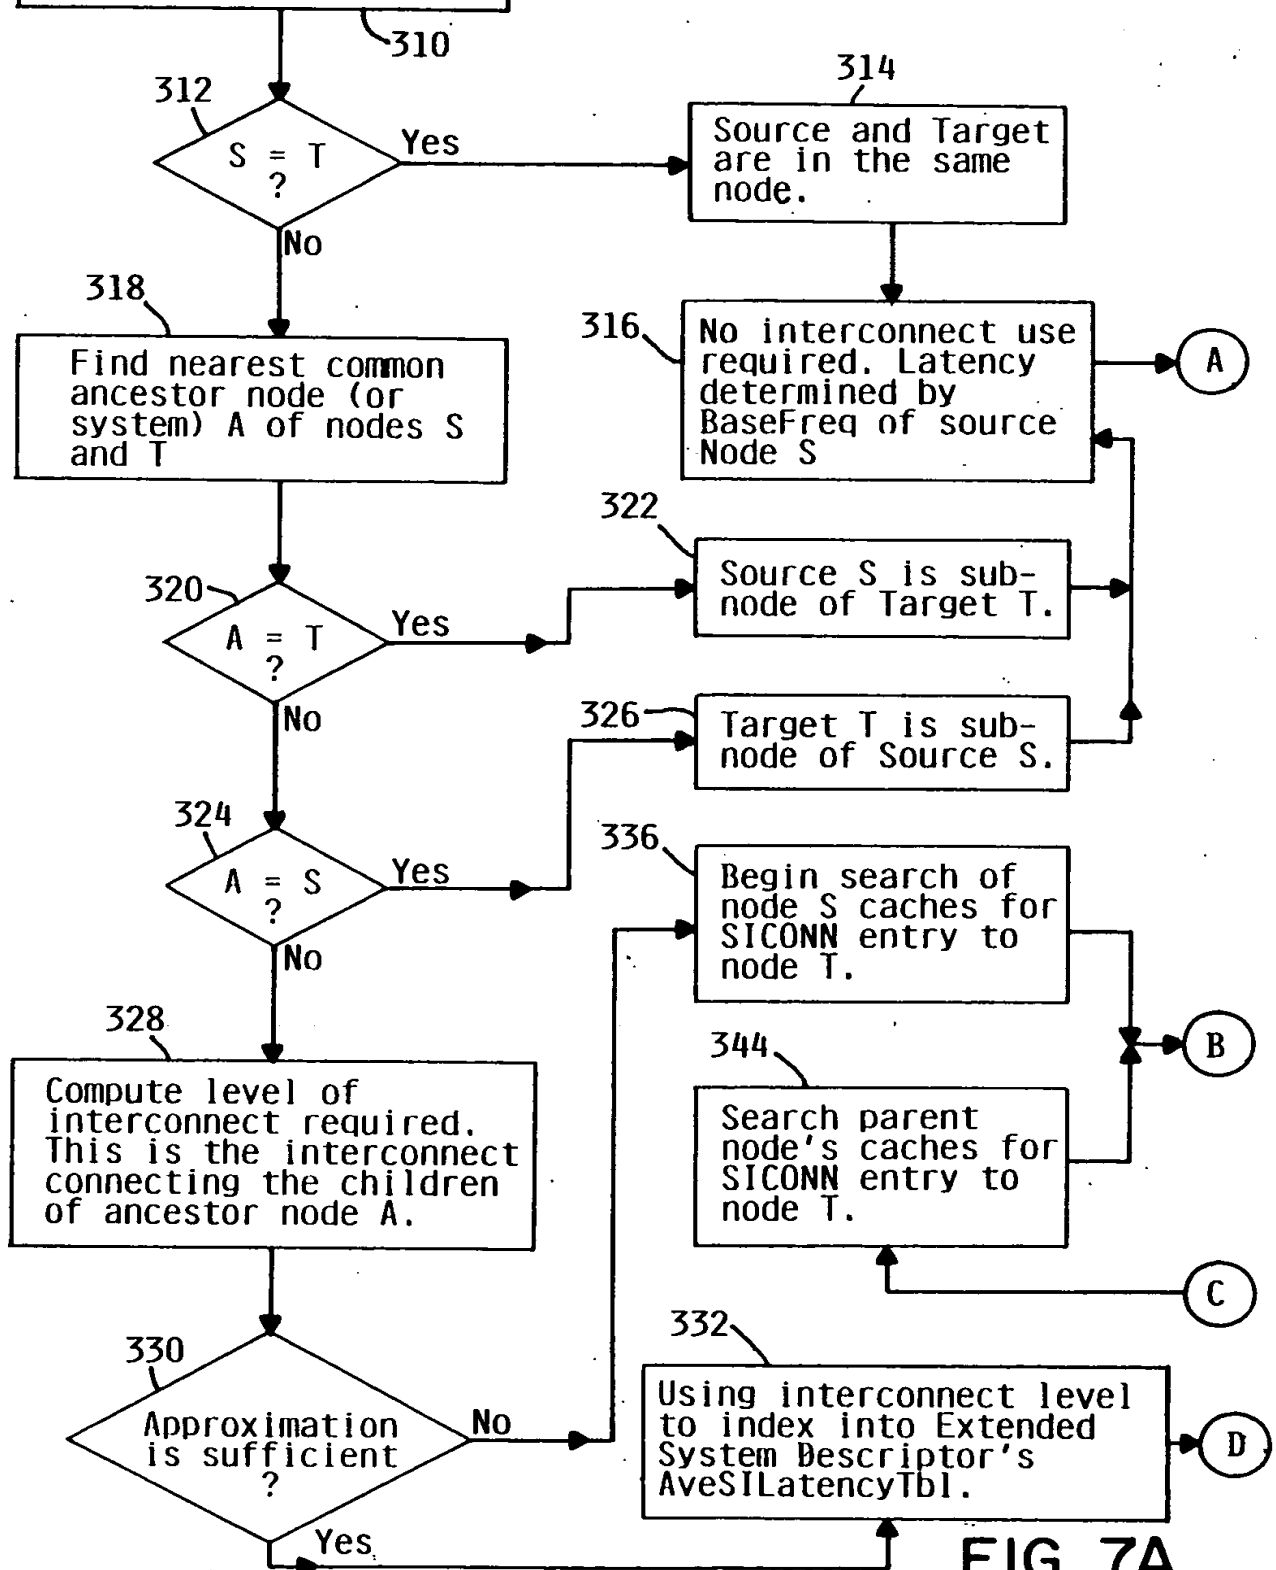 310
312
S = T
?
Yes
No
314
Source and Target
are in the same
node.
318
Find nearest common
ancestor node (or
system) A of nodes S
and T
316
No interconnect use
required. Latency
determined by
BaseFreq of source
Node S
A
320
A = T
?
Yes
No
322
Source S is sub-
node of Target T.
324
A = S
?
Yes
No
326
Target T is sub-
node of Source S.
336
Begin search of
node S caches for
SICONN entry to
node T.
B
328
Compute level of
interconnect required.
This is the interconnect
connecting the children
of ancestor node A.
344
Search parent
node's caches for
SICONN entry to
node T.
C
330
Approximation
is sufficient
?
No
Yes
332
Using interconnect level
to index into Extended
System Descriptor's
AveSILatencyTbl.
D
FIG. 7A